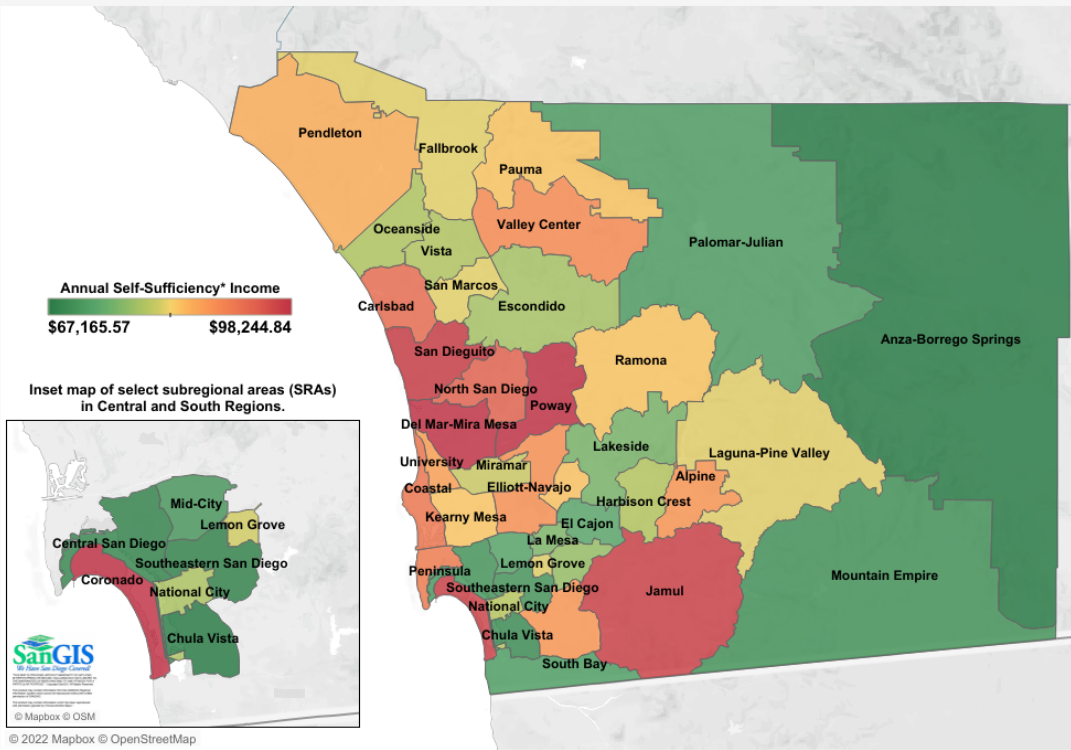 Pendleton
Fallbrook
Pauma
Valley Center
Oceanside
Vista
Palomar-Julian
San Marcos
Annual Self-Sufficiency* Income
$67,165.57 $98,244.84
Carlsbad
Escondido
Anza-Borrego Springs
San Dieguito
Ramona
Inset map of select subregional areas (SRAs)
in Central and South Regions.
North San Diego
Poway
Del Mar-Mira Mesa
Lakeside
Laguna-Pine Valley
University
Miramar
Alpine
Coastal
Elliott-Navajo
Harbison Crest
Kearny Mesa
El Cajon
La Mesa
Lemon Grove
Peninsula
Southeastern San Diego
Jamul
Mountain Empire
National City
Chula Vista
South Bay
Mid-City
Lemon Grove
Central San Diego
Southeastern San Diego
Coronado
National City
Chula Vista
SanGIS
We Have San Diego Covered!
© Mapbox © OSM
© 2022 Mapbox © OpenStreetMap